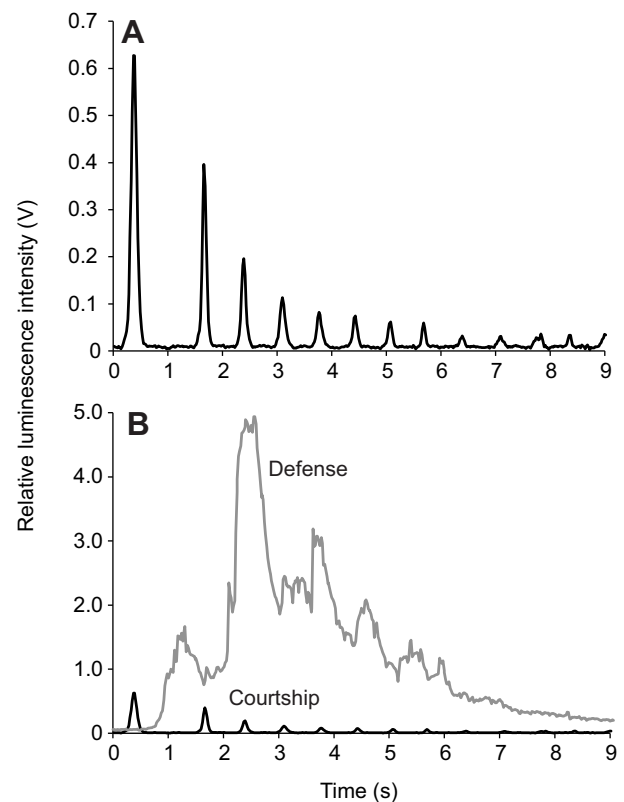 A
0.7
0.6
0.5
0.4
0.3
0.2
0.1
0
0 1 2 3 4 5 6 7 8 9
Relative luminescence intensity (V)
B
5.0
4.0
3.0
2.0
1.0
0
Defense
Courtship
0 1 2 3 4 5 6 7 8 9
Time (s)